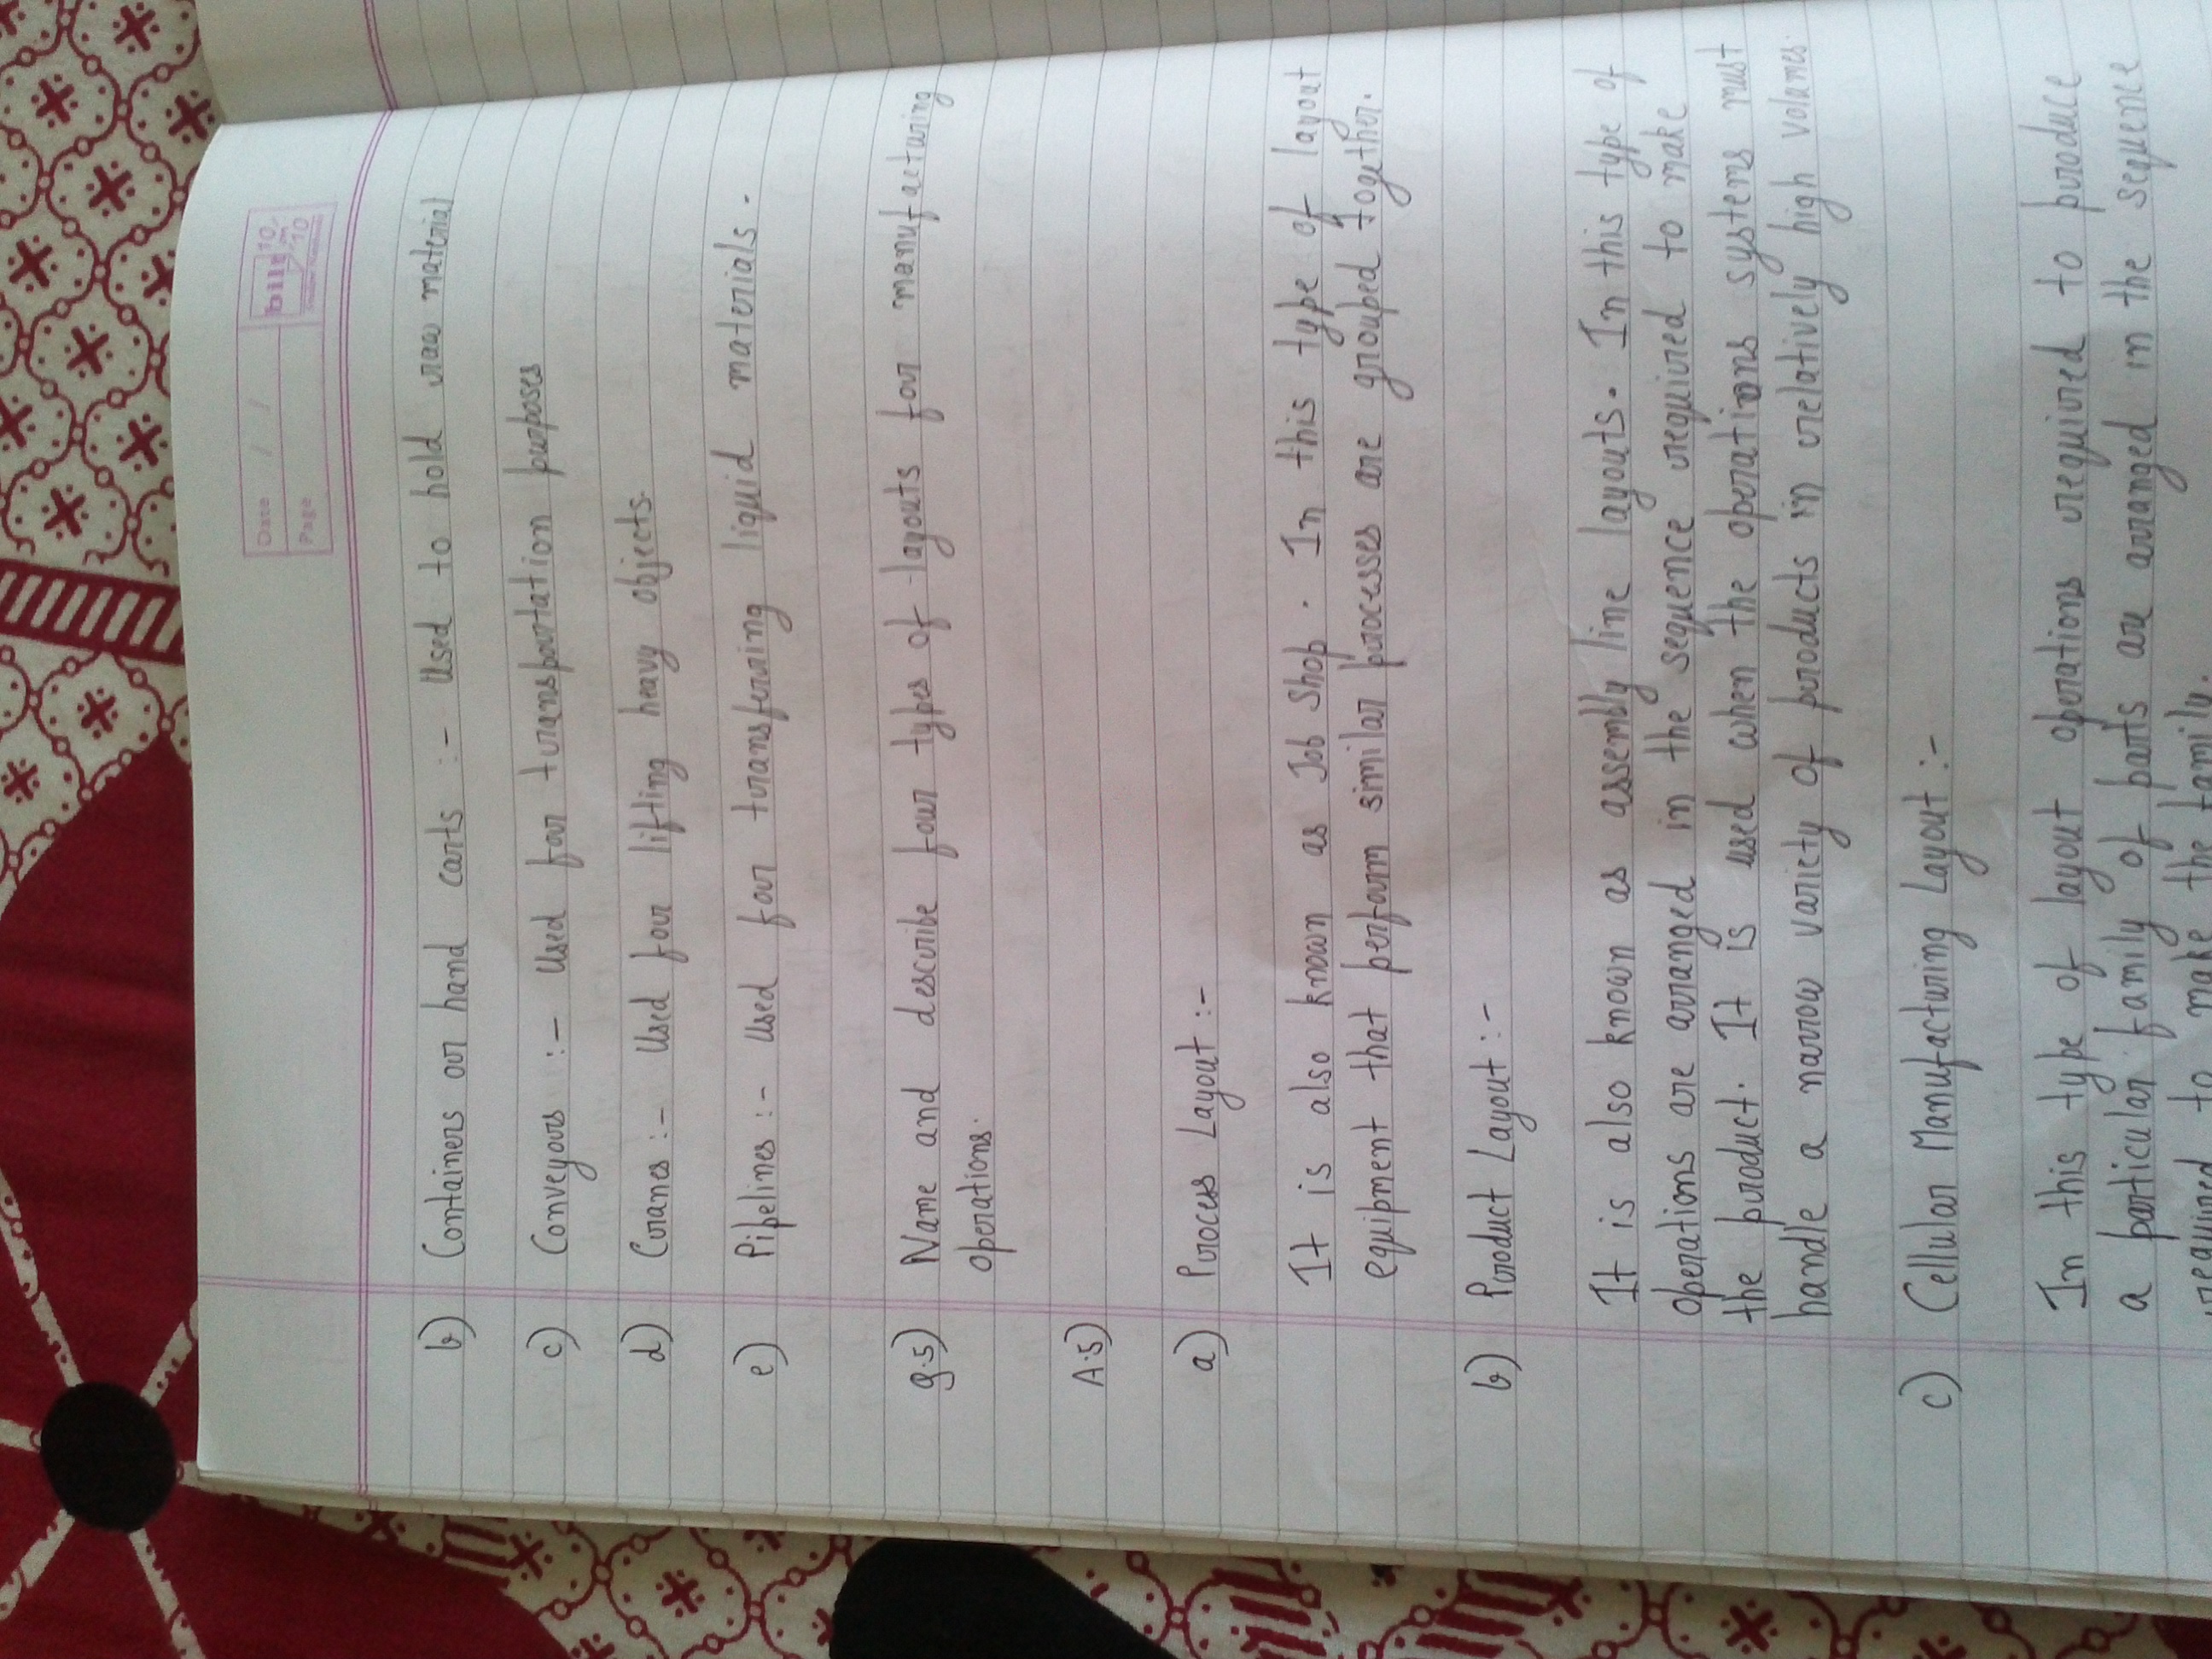 Date / /
Page
bilt 10 on 10
b) Containers or hand carts :- Used to hold raw material
c) Conveyors :- Used for transportation purposes
d) Cranes :- Used for lifting heavy objects.
e) Pipelines :- Used for transferring liquid materials.
Q.5) Name and describe four types of layouts for manufacturing
operations.
A.5)
a) Process Layout :-
It is also known as Job Shop. In this type of layout
equipment that perform similar processes are grouped together.
b) Product Layout :-
It is also known as assembly line layouts. In this type of
operations are arranged in the sequence required to make
the product. It is used when the operations systems must
handle a narrow variety of products in relatively high volumes.
c) Cellular Manufacturing Layout :-
In this type of layout operations required to produce
a particular family of parts are arranged in the sequence
required to make the family.